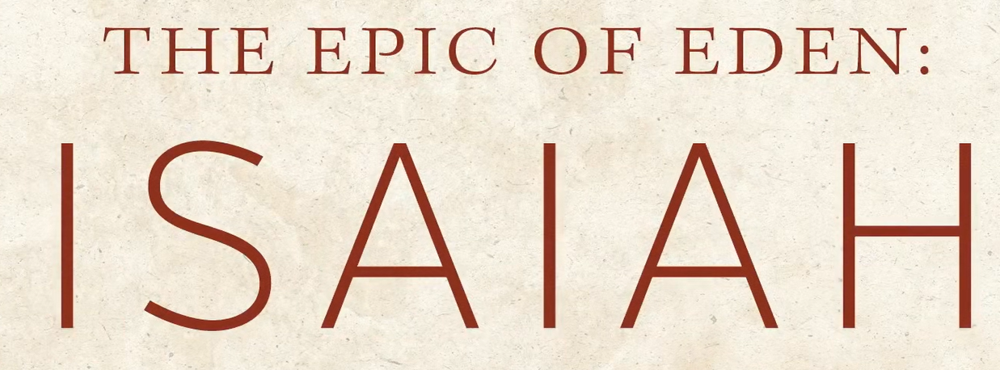 THE EPIC OF EDEN:
ISAIAH